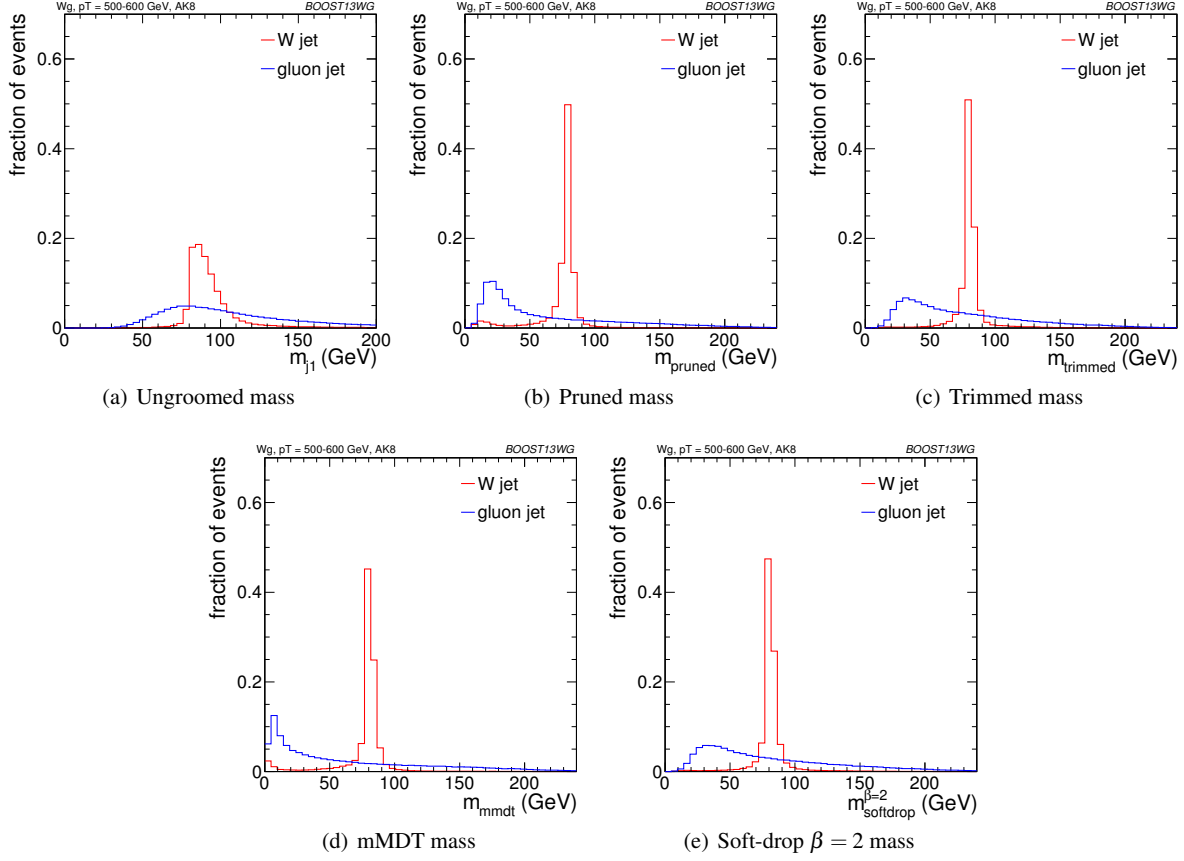 Wg, pT = 500-600 GeV, AK8 BOOST13WG
fraction of events
0.6
0.4
0.2
0
W jet
gluon jet
0 50 100 150 200
m_j1 (GeV)
(a) Ungroomed mass
Wg, pT = 500-600 GeV, AK8 BOOST13WG
fraction of events
0.6
0.4
0.2
0
W jet
gluon jet
0 50 100 150 200
m_pruned (GeV)
(b) Pruned mass
Wg, pT = 500-600 GeV, AK8 BOOST13WG
fraction of events
0.6
0.4
0.2
0
W jet
gluon jet
0 50 100 150 200
m_trimmed (GeV)
(c) Trimmed mass
Wg, pT = 500-600 GeV, AK8 BOOST13WG
fraction of events
0.6
0.4
0.2
0
W jet
gluon jet
0 50 100 150 200
m_mmdt (GeV)
(d) mMDT mass
Wg, pT = 500-600 GeV, AK8 BOOST13WG
fraction of events
0.6
0.4
0.2
0
W jet
gluon jet
0 50 100 150 200
m^β=2_softdrop (GeV)
(e) Soft-drop β = 2 mass